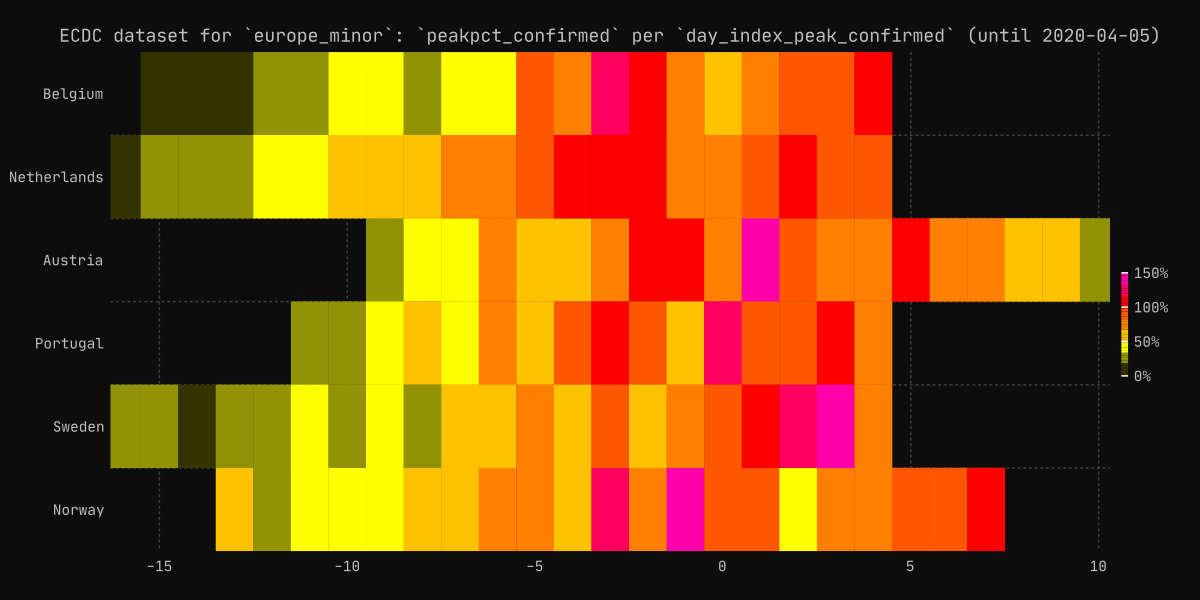 ECDC dataset for `europe_minor`: `peakpct_confirmed` per `day_index_peak_confirmed` (until 2020-04-05)
Belgium
Netherlands
Austria
Portugal
Sweden
Norway
150%
100%
50%
0%
-15 -10 -5 0 5 10